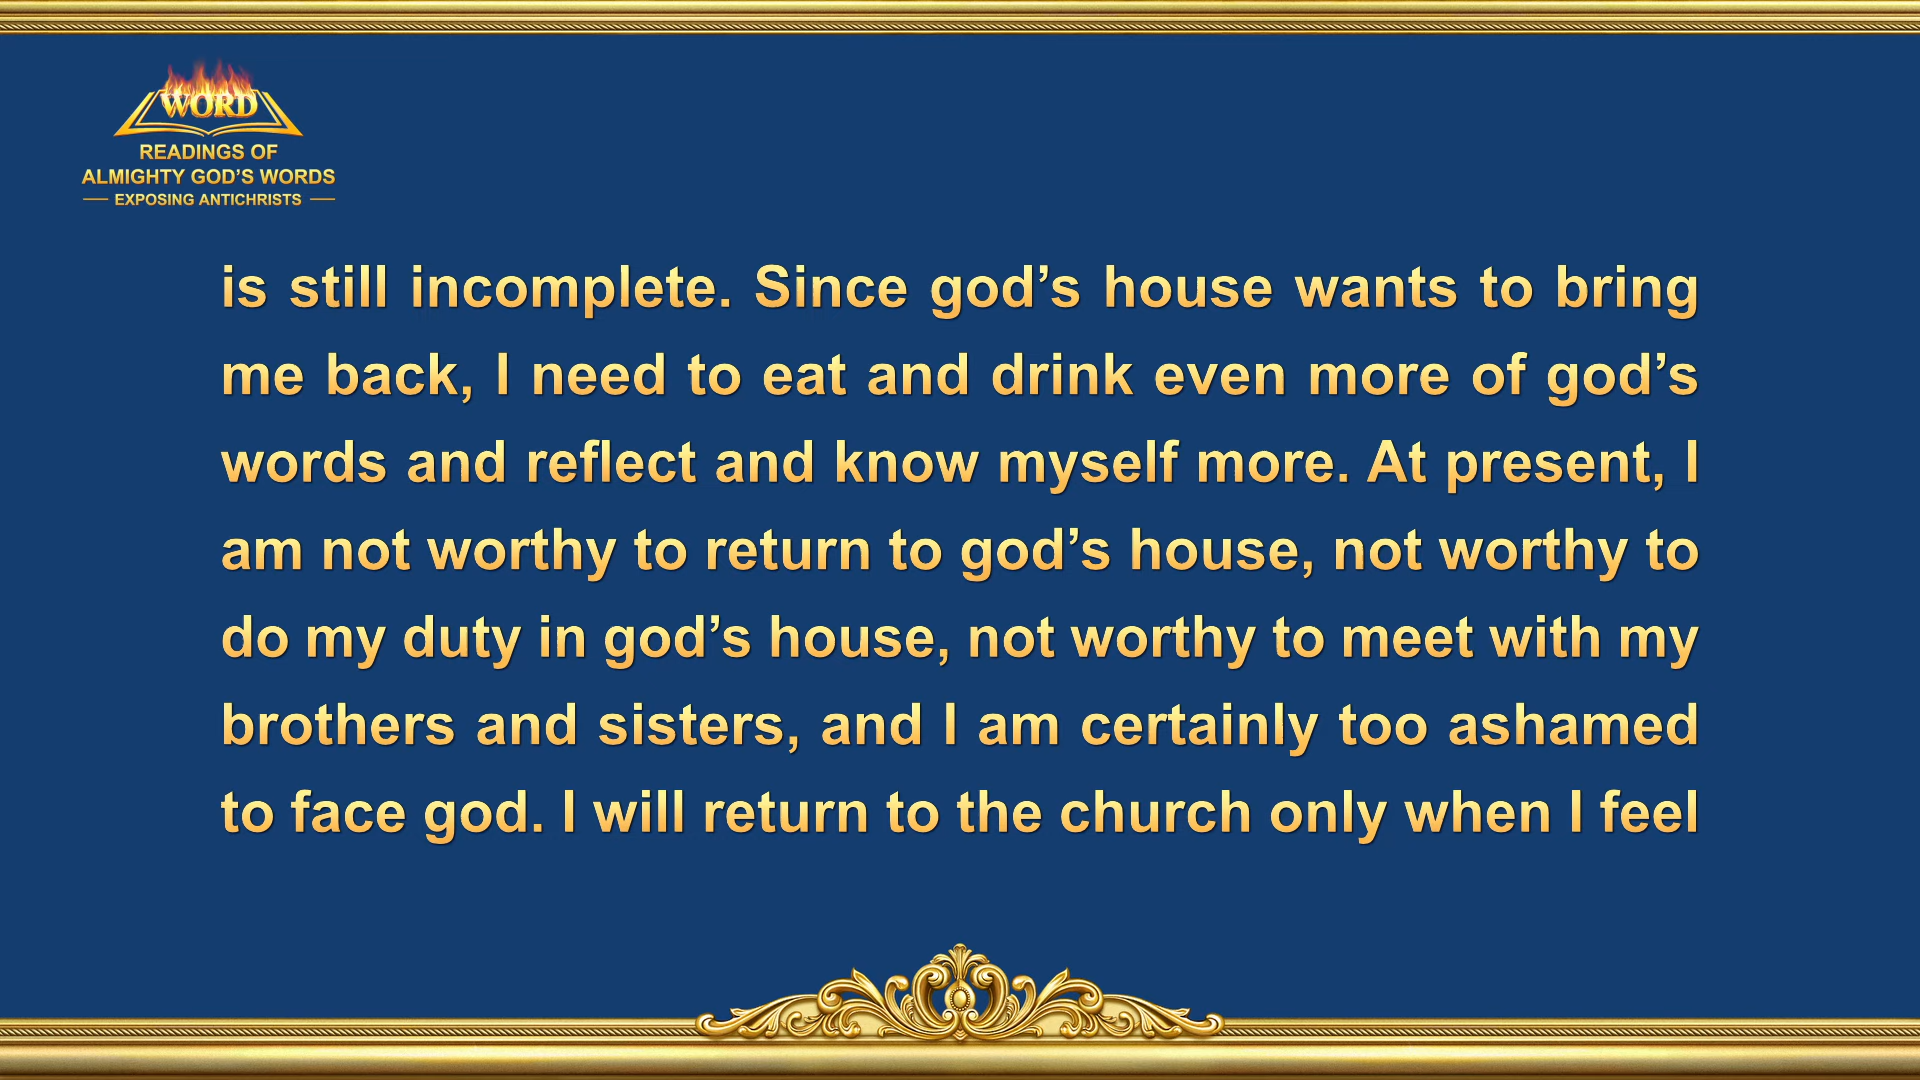 WORD
READINGS OF
ALMIGHTY GOD’S WORDS
EXPOSING ANTICHRISTS
is still incomplete. Since god’s house wants to bring
me back, I need to eat and drink even more of god’s
words and reflect and know myself more. At present, I
am not worthy to return to god’s house, not worthy to
do my duty in god’s house, not worthy to meet with my
brothers and sisters, and I am certainly too ashamed
to face god. I will return to the church only when I feel